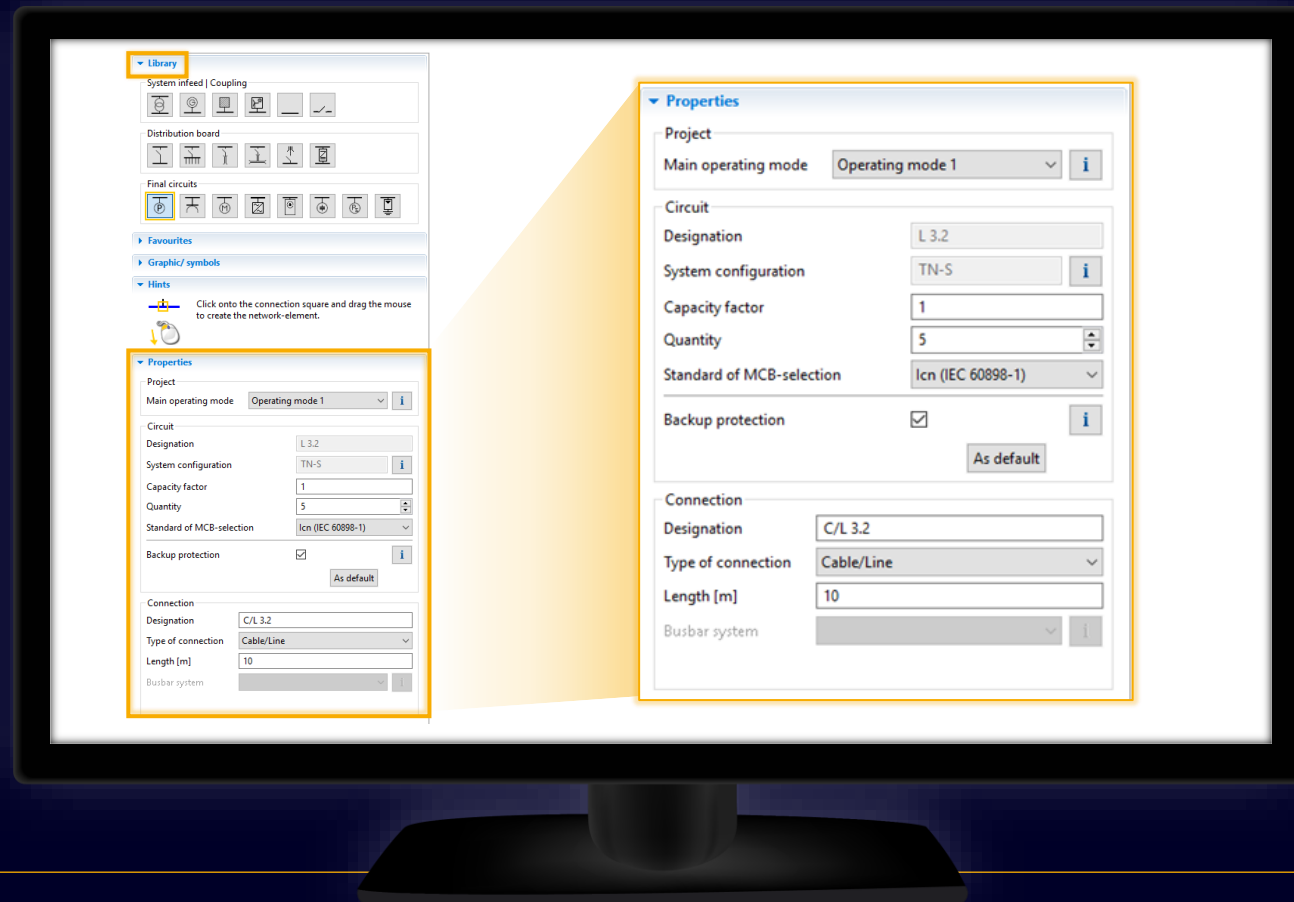 Library
System infeed | Coupling
G
Distribution board
Final circuits
P
M
Favourites
Graphic/ symbols
Hints
Click onto the connection square and drag the mouse
to create the network-element.
Properties
Project
Main operating mode Operating mode 1 i
Circuit
Designation L 3.2
System configuration TN-S i
Capacity factor 1
Quantity 5
Standard of MCB-selection Icn (IEC 60898-1)
Backup protection i
As default
Connection
Designation C/L 3.2
Type of connection Cable/Line
Length [m] 10
Busbar system i
Properties
Project
Main operating mode Operating mode 1 i
Circuit
Designation L 3.2
System configuration TN-S i
Capacity factor 1
Quantity 5
Standard of MCB-selection Icn (IEC 60898-1)
Backup protection i
As default
Connection
Designation C/L 3.2
Type of connection Cable/Line
Length [m] 10
Busbar system i